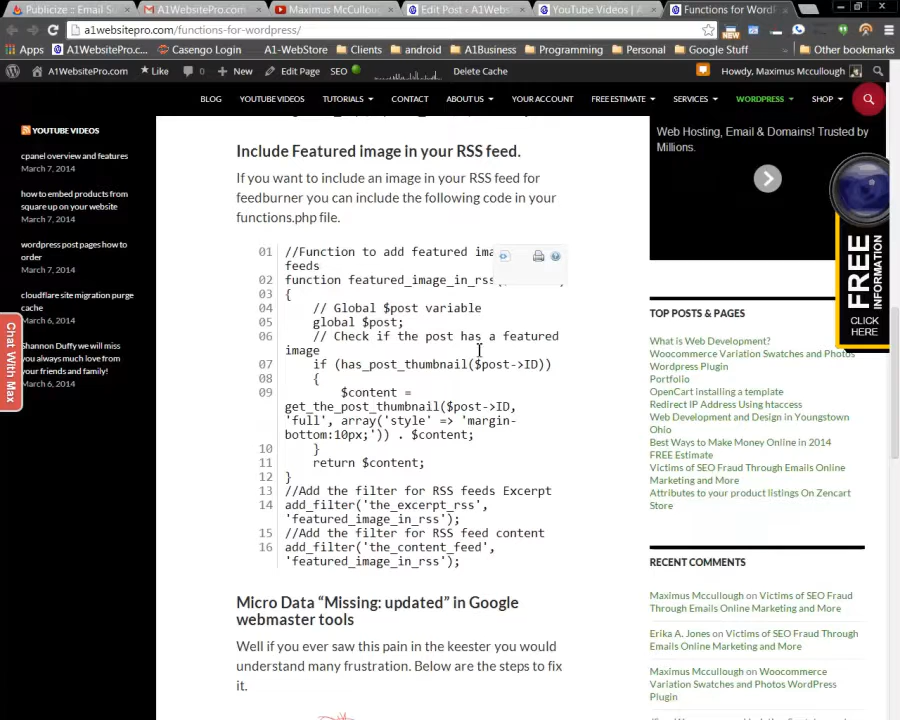 Publicize :: Email S
A1WebsitePro.com
Maximus McCullou
Edit Post ‹ A1Webs
YouTube Videos | A
Functions for WordP
a1websitepro.com/functions-for-wordpress/
Apps
A1WebsitePro.c...
Casengo Login
A1-WebStore
Clients
android
A1Business
Programming
Personal
Google Stuff
Other bookmarks
A1WebsitePro.com
Like
0
New
Edit Page
SEO
Delete Cache
Howdy, Maximus Mccullough
BLOG
YOUTUBE VIDEOS
TUTORIALS
CONTACT
ABOUT US
YOUR ACCOUNT
FREE ESTIMATE
SERVICES
WORDPRESS
SHOP
YOUTUBE VIDEOS
cpanel overview and features
March 7, 2014
how to embed products from
square up on your website
March 7, 2014
wordpress post pages how to
order
March 7, 2014
cloudflare site migration purge
cache
March 6, 2014
Shannon Duffy we will miss
you always much love from
your friends and family!
March 6, 2014
Chat With Max
Include Featured image in your RSS feed.
If you want to include an image in your RSS feed for
feedburner you can include the following code in your
functions.php file.
01 //Function to add featured ima
feeds
02 function featured_image_in_rss(
03 {
04 // Global $post variable
05 global $post;
06 // Check if the post has a featured
image
07 if (has_post_thumbnail($post->ID))
08 {
09 $content =
get_the_post_thumbnail($post->ID,
'full', array('style' => 'margin-
bottom:10px;')) . $content;
10 }
11 return $content;
12 }
13 //Add the filter for RSS feeds Excerpt
14 add_filter('the_excerpt_rss',
'featured_image_in_rss');
15 //Add the filter for RSS feed content
16 add_filter('the_content_feed',
'featured_image_in_rss');
Micro Data “Missing: updated” in Google
webmaster tools
Well if you ever saw this pain in the keester you would
understand many frustration. Below are the steps to fix
it.
Web Hosting, Email & Domains! Trusted by
Millions.
FREE
INFORMATION
CLICK
HERE
TOP POSTS & PAGES
What is Web Development?
Woocommerce Variation Swatches and Photos
Wordpress Plugin
Portfolio
OpenCart installing a template
Redirect IP Address Using htaccess
Web Development and Design in Youngstown
Ohio
Best Ways to Make Money Online in 2014
FREE Estimate
Victims of SEO Fraud Through Emails Online
Marketing and More
Attributes to your product listings On Zencart
Store
RECENT COMMENTS
Maximus Mccullough on Victims of SEO Fraud
Through Emails Online Marketing and More
Erika A. Jones on Victims of SEO Fraud Through
Emails Online Marketing and More
Maximus Mccullough on Woocommerce
Variation Swatches and Photos WordPress
Plugin